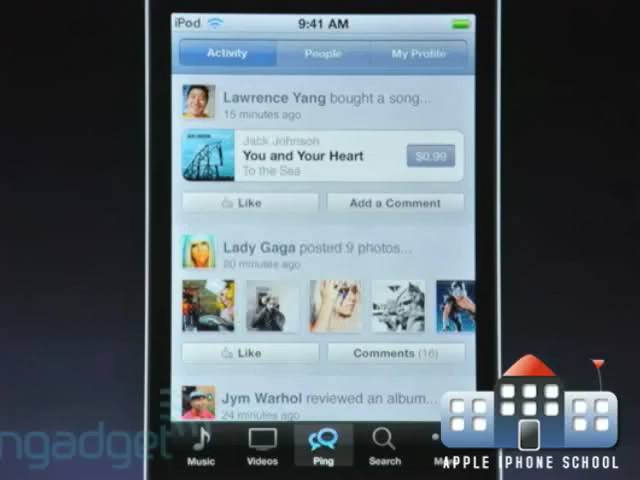 iPod 9:41 AM
Activity People My Profile
Lawrence Yang bought a song...
15 minutes ago
Jack Johnson
You and Your Heart
$0.99
To the Sea
Like Add a Comment
Lady Gaga posted 9 photos...
20 minutes ago
Like Comments (16)
Jym Warhol reviewed an album...
24 minutes ago
ngadget
Music Videos Ping Search
APPLE IPHONE SCHOOL